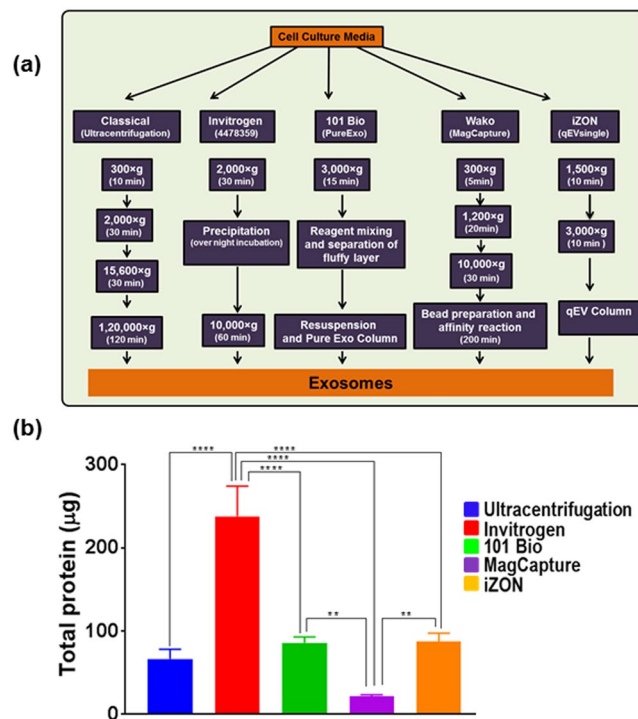 (a)
Cell Culture Media
Classical
(Ultracentrifugation)
300×g
(10 min)
2,000×g
(30 min)
15,600×g
(30 min)
1,20,000×g
(120 min)
Invitrogen
(4478359)
2,000×g
(30 min)
Precipitation
(over night incubation)
10,000×g
(60 min)
101 Bio
(PureExo)
3,000×g
(15 min)
Reagent mixing
and separation of
fluffy layer
Resuspension
and Pure Exo Column
Wako
(MagCapture)
300×g
(5min)
1,200×g
(20min)
10,000×g
(30 min)
Bead preparation and
affinity reaction
(200 min)
iZON
(qEVsingle)
1,500×g
(10 min)
3,000×g
(10 min )
qEV Column
Exosomes
(b)
Total protein (µg)
300
200
100
0
****
****
****
****
**
**
Ultracentrifugation
Invitrogen
101 Bio
MagCapture
iZON